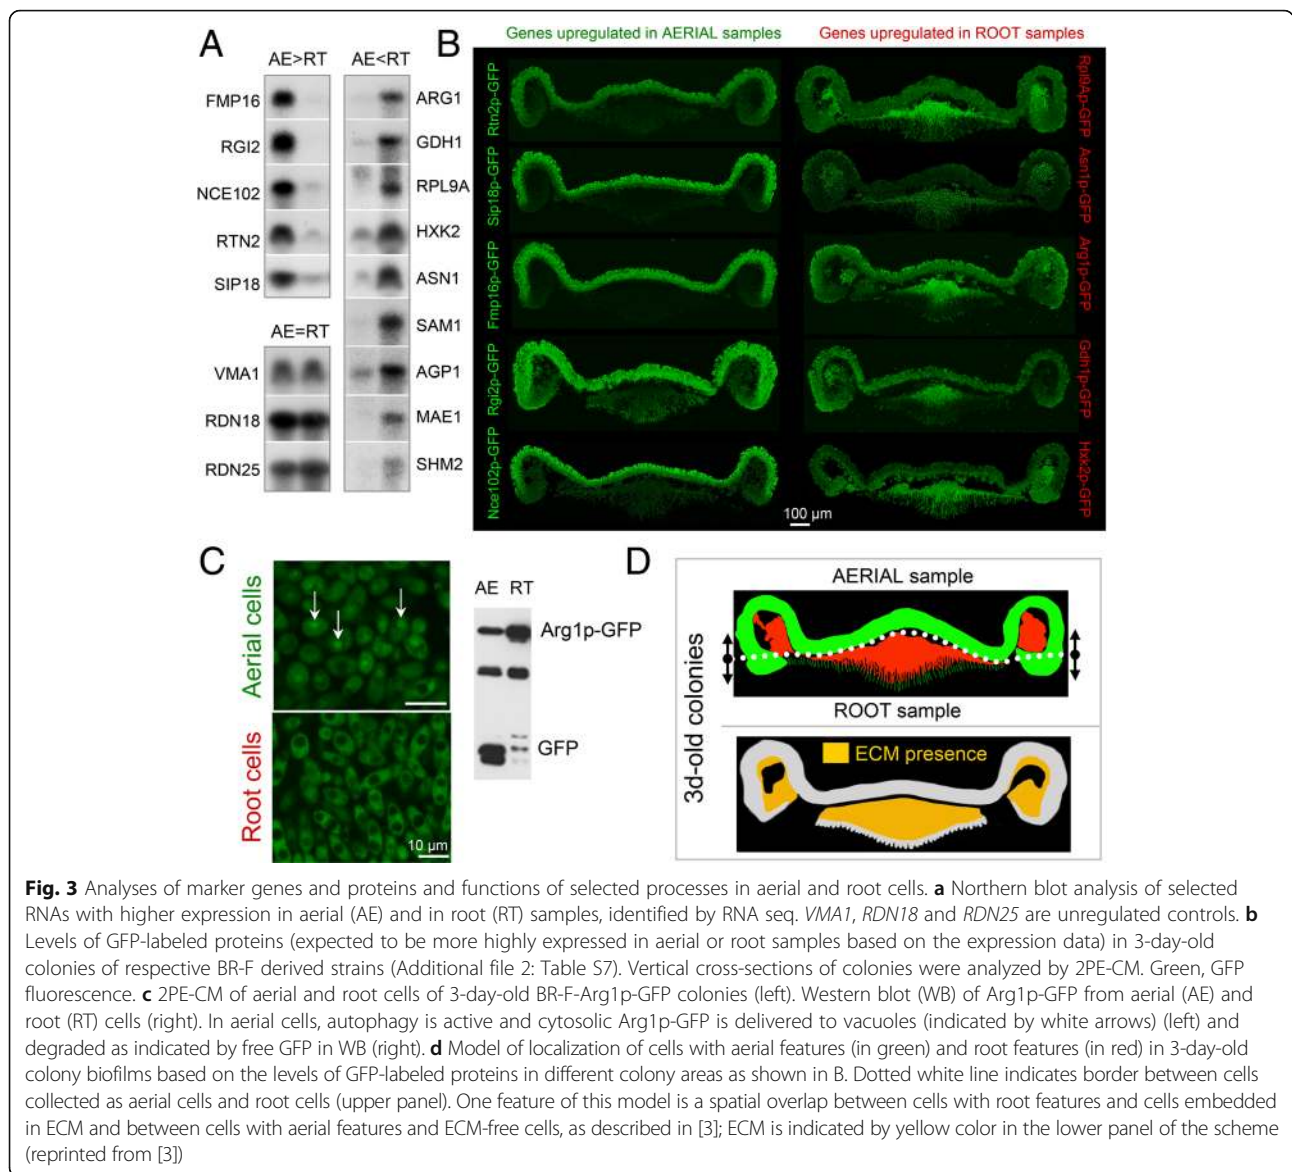 A
AE>RT
AE<RT
FMP16
RGI2
NCE102
RTN2
SIP18
AE=RT
VMA1
RDN18
RDN25
ARG1
GDH1
RPL9A
HXK2
ASN1
SAM1
AGP1
MAE1
SHM2
B
Genes upregulated in AERIAL samples
Genes upregulated in ROOT samples
Rtn2p-GFP
Sip18p-GFP
Fmp16p-GFP
Rgi2p-GFP
Nce102p-GFP
Rpl9Ap-GFP
Asn1p-GFP
Arg1p-GFP
Gdh1p-GFP
Hxk2p-GFP
100 µm
C
Aerial cells
Root cells
10 µm
AE RT
Arg1p-GFP
GFP
D
3d-old colonies
AERIAL sample
ROOT sample
ECM presence
Fig. 3 Analyses of marker genes and proteins and functions of selected processes in aerial and root cells. a Northern blot analysis of selected
RNAs with higher expression in aerial (AE) and in root (RT) samples, identified by RNA seq. VMA1, RDN18 and RDN25 are unregulated controls. b
Levels of GFP-labeled proteins (expected to be more highly expressed in aerial or root samples based on the expression data) in 3-day-old
colonies of respective BR-F derived strains (Additional file 2: Table S7). Vertical cross-sections of colonies were analyzed by 2PE-CM. Green, GFP
fluorescence. c 2PE-CM of aerial and root cells of 3-day-old BR-F-Arg1p-GFP colonies (left). Western blot (WB) of Arg1p-GFP from aerial (AE) and
root (RT) cells (right). In aerial cells, autophagy is active and cytosolic Arg1p-GFP is delivered to vacuoles (indicated by white arrows) (left) and
degraded as indicated by free GFP in WB (right). d Model of localization of cells with aerial features (in green) and root features (in red) in 3-day-old
colony biofilms based on the levels of GFP-labeled proteins in different colony areas as shown in B. Dotted white line indicates border between cells
collected as aerial cells and root cells (upper panel). One feature of this model is a spatial overlap between cells with root features and cells embedded
in ECM and between cells with aerial features and ECM-free cells, as described in [3]; ECM is indicated by yellow color in the lower panel of the scheme
(reprinted from [3])